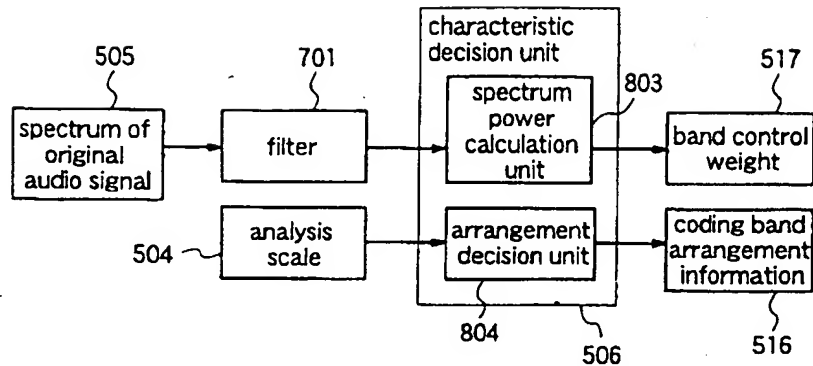 505
701
characteristic
decision unit
803
517
spectrum of
original
audio signal
filter
spectrum
power
calculation
unit
band control
weight
504
analysis
scale
arrangement
decision unit
coding band
arrangement
information
804
506
516